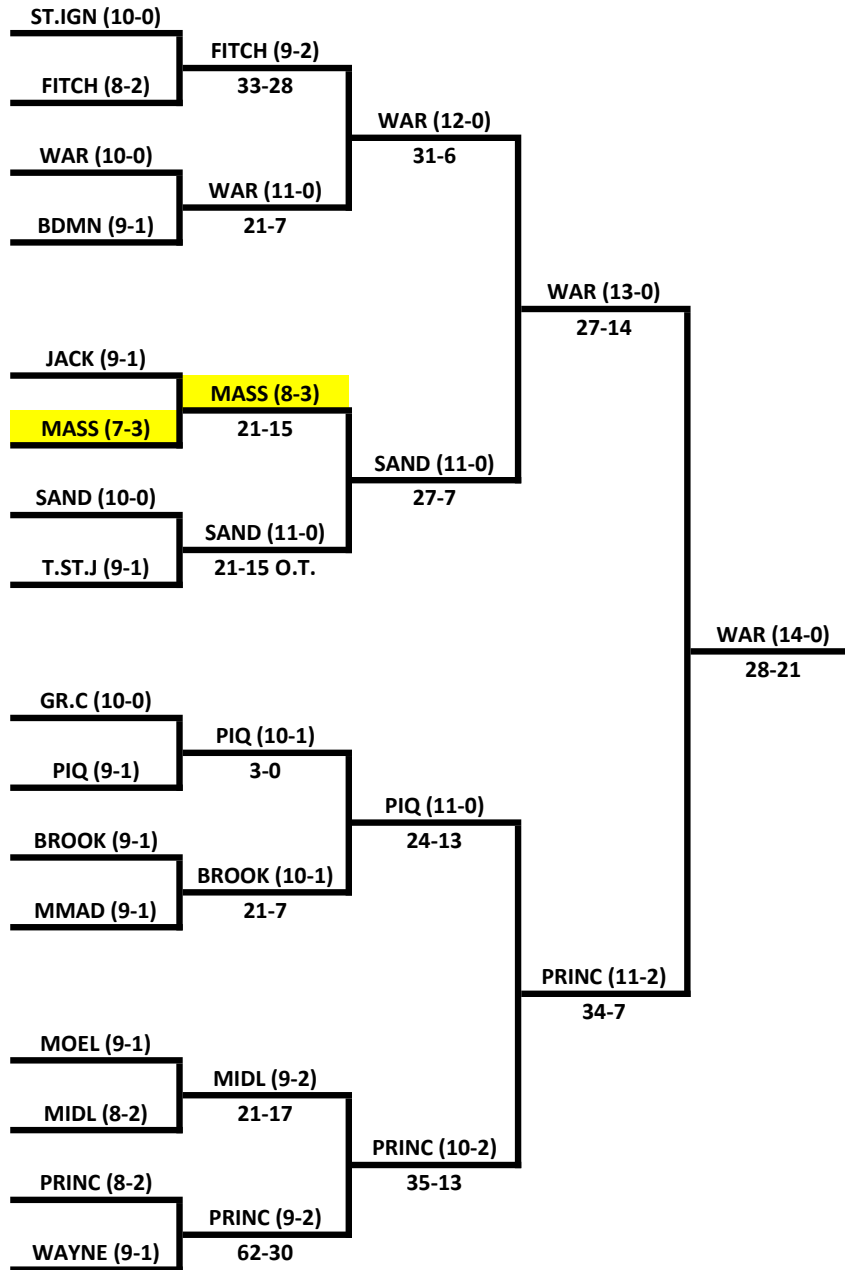 ST.IGN (10-0)
FITCH (9-2)
FITCH (8-2)
33-28
WAR (12-0)
WAR (10-0)
31-6
WAR (11-0)
BDMN (9-1)
21-7
WAR (13-0)
27-14
JACK (9-1)
MASS (8-3)
MASS (7-3)
21-15
SAND (11-0)
SAND (10-0)
27-7
SAND (11-0)
T.ST.J (9-1)
21-15 O.T.
WAR (14-0)
28-21
GR.C (10-0)
PIQ (10-1)
PIQ (9-1)
3-0
PIQ (11-0)
BROOK (9-1)
24-13
BROOK (10-1)
MMAD (9-1)
21-7
PRINC (11-2)
34-7
MOEL (9-1)
MIDL (9-2)
MIDL (8-2)
21-17
PRINC (10-2)
PRINC (8-2)
35-13
PRINC (9-2)
WAYNE (9-1)
62-30